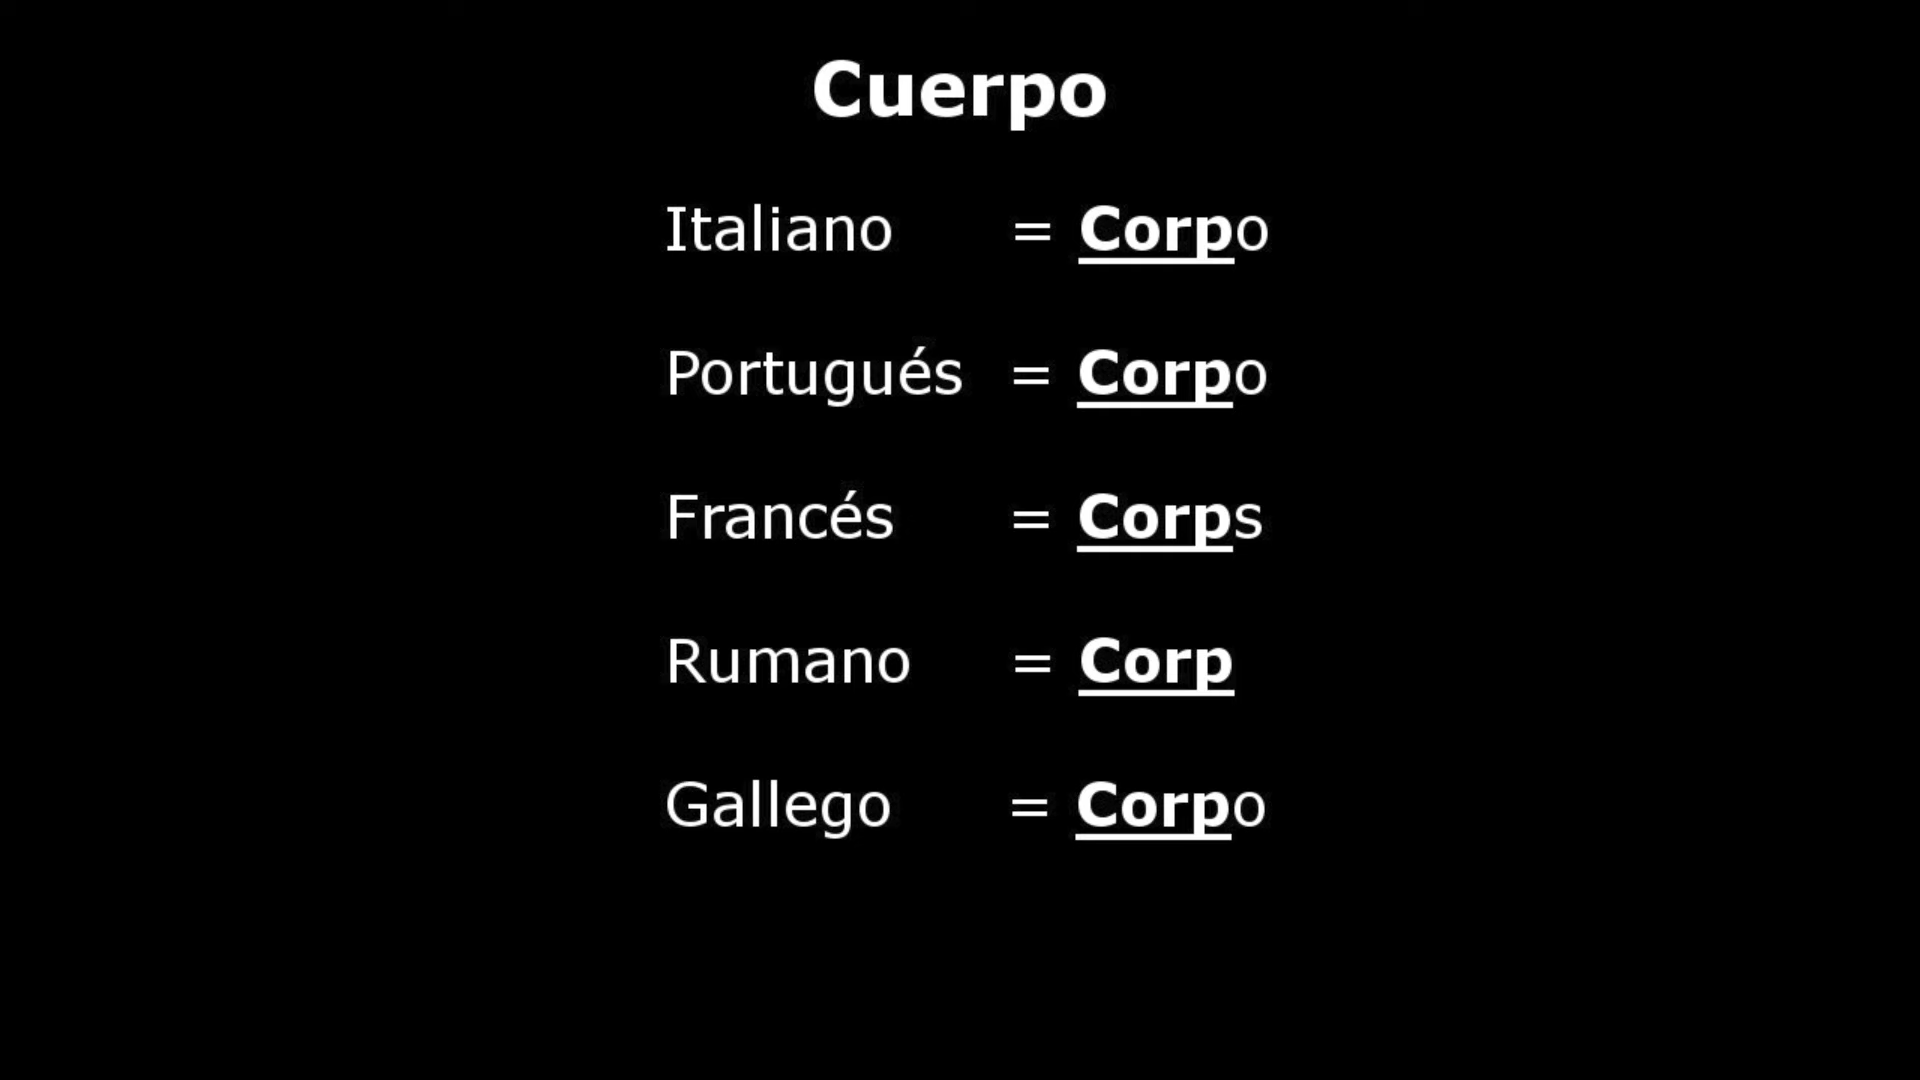 Cuerpo
Italiano = Corpo
Portugués = Corpo
Francés = Corps
Rumano = Corp
Gallego = Corpo